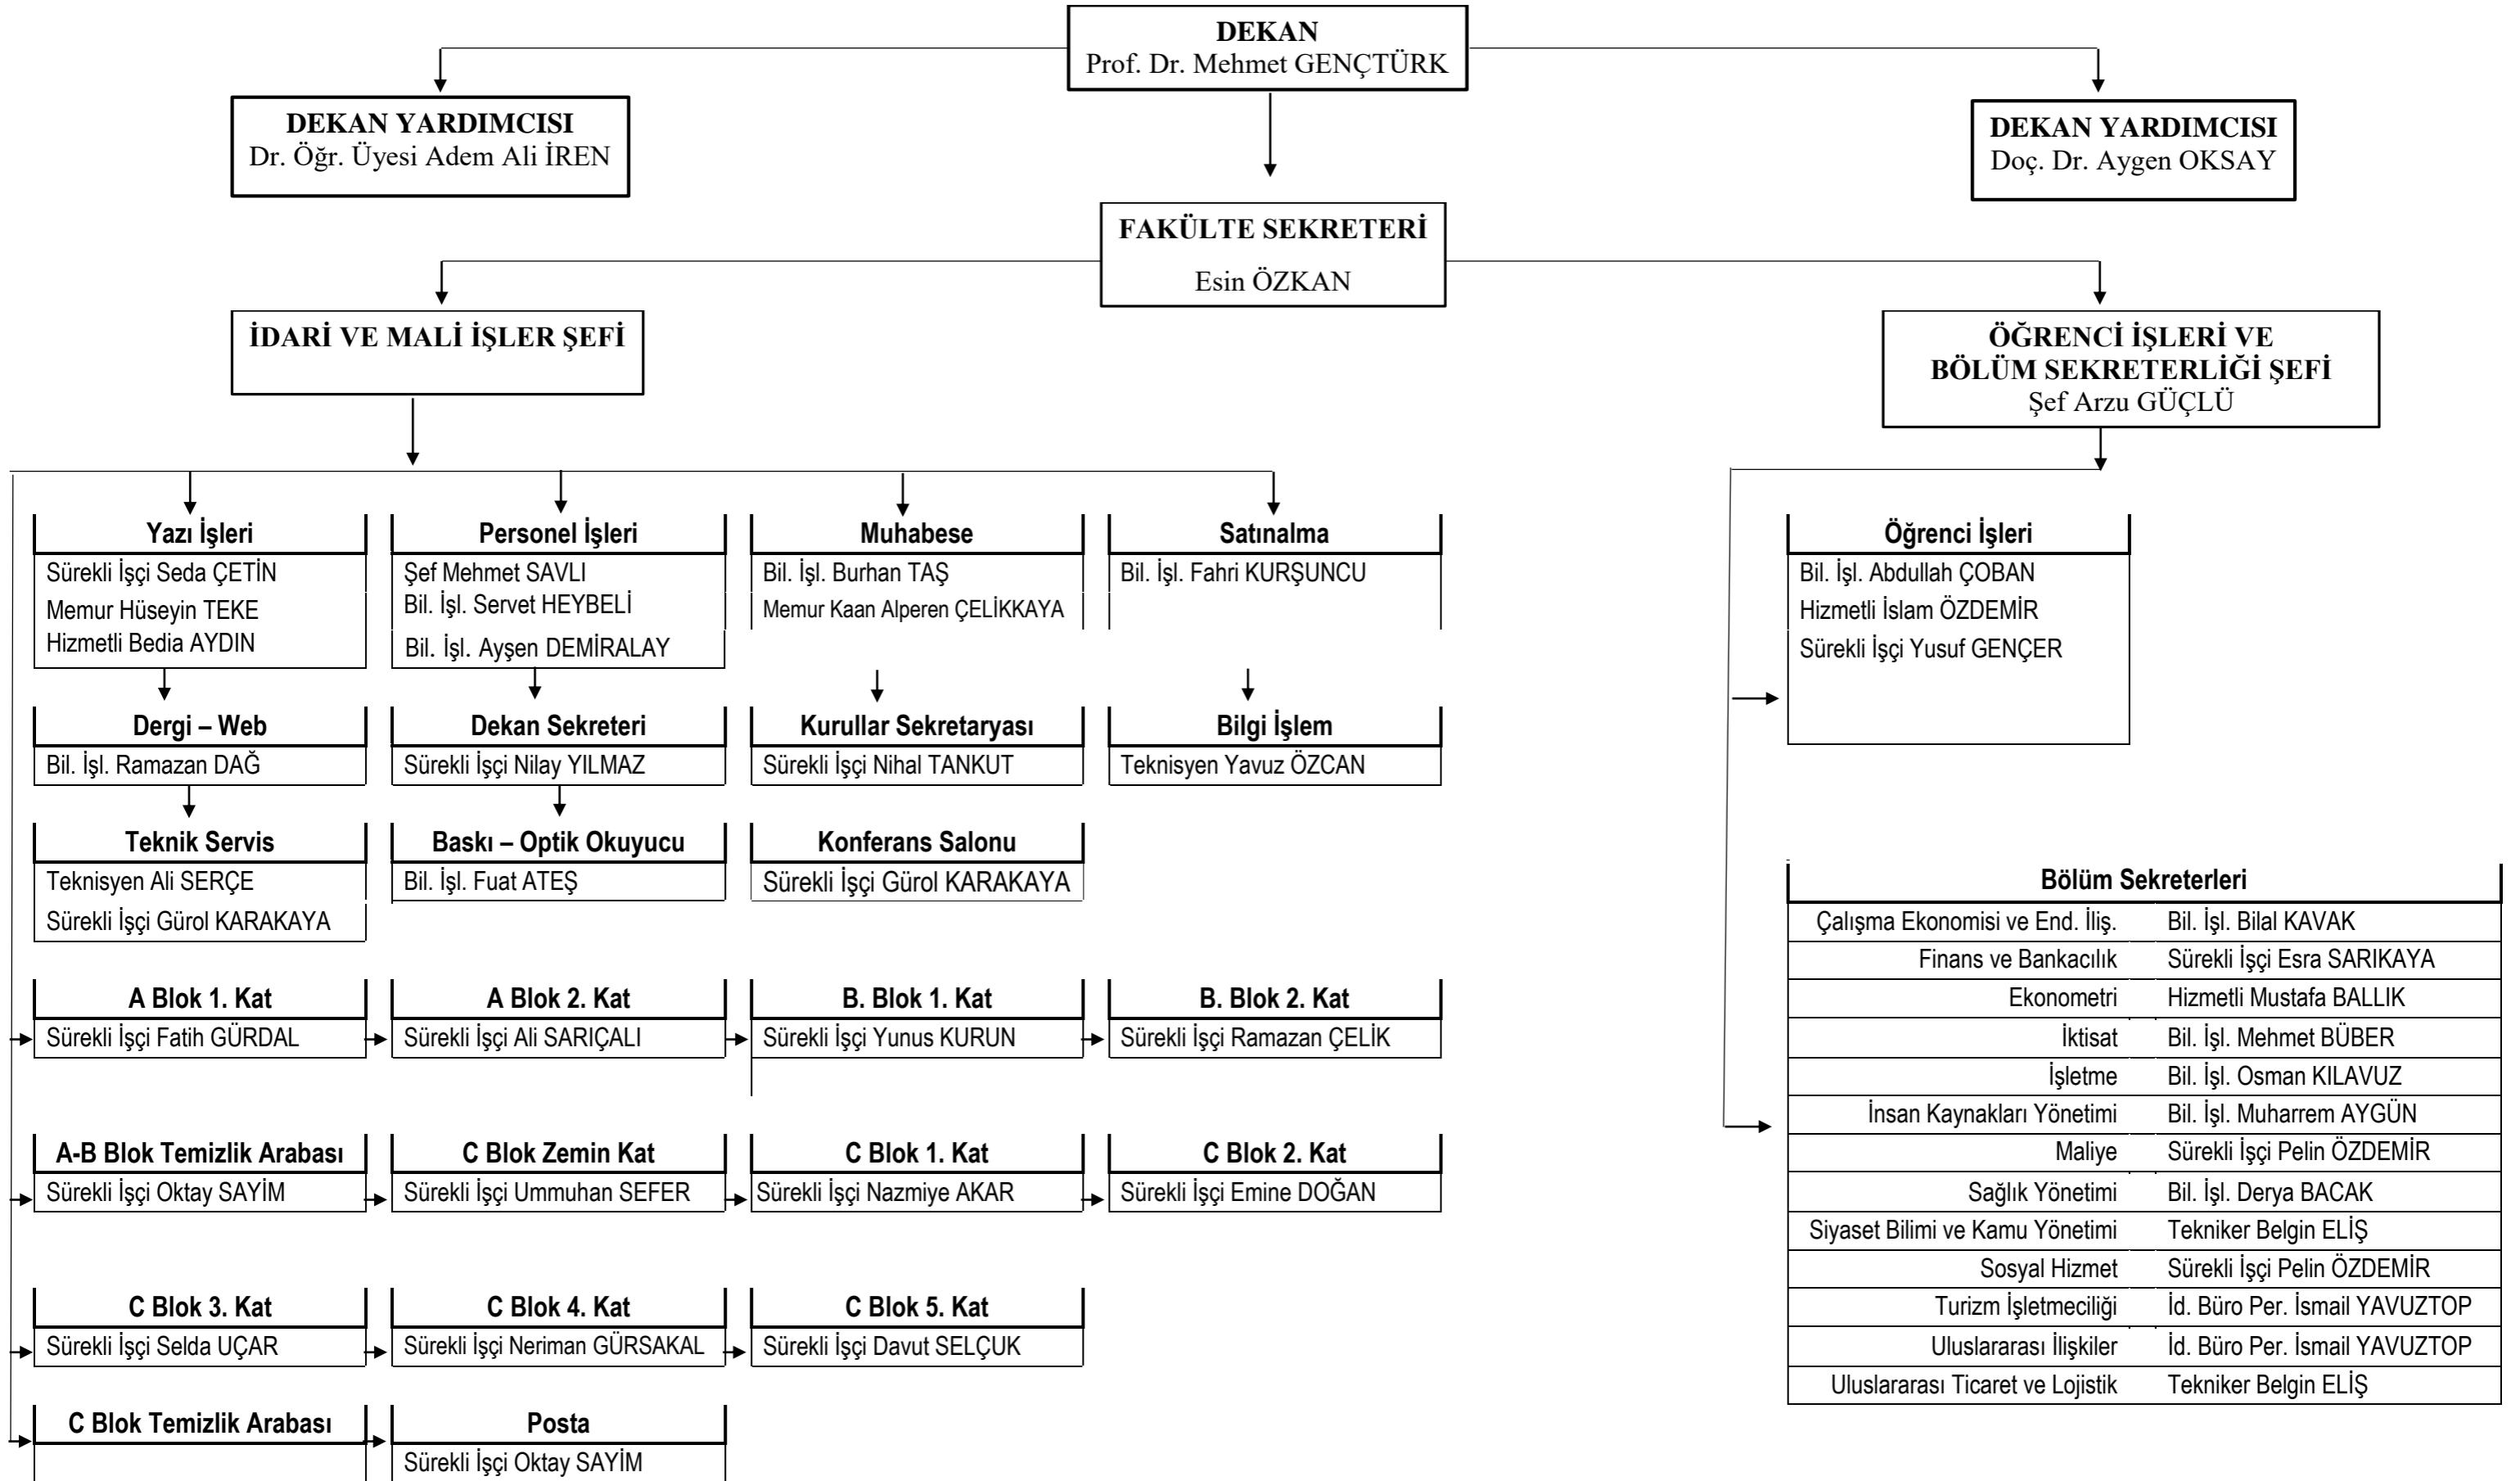 DEKAN
Prof. Dr. Mehmet GENÇTÜRK
DEKAN YARDIMCISI
Dr. Öğr. Üyesi Adem Ali İREN
DEKAN YARDIMCISI
Doç. Dr. Aygen OKSAY
FAKÜLTE SEKRETERİ
Esin ÖZKAN
İDARİ VE MALİ İŞLER ŞEFİ
ÖĞRENCİ İŞLERİ VE
BÖLÜM SEKRETERLİĞİ ŞEFİ
Şef Arzu GÜÇLÜ
Yazı İşleri
Sürekli İşçi Seda ÇETİN
Memur Hüseyin TEKE
Hizmetli Bedia AYDIN
Personel İşleri
Şef Mehmet SAVLI
Bil. İşl. Servet HEYBELİ
Bil. İşl. Ayşen DEMİRALAY
Muhabese
Bil. İşl. Burhan TAŞ
Memur Kaan Alperen ÇELİKKAYA
Satınalma
Bil. İşl. Fahri KURŞUNCU
Dergi – Web
Bil. İşl. Ramazan DAĞ
Dekan Sekreteri
Sürekli İşçi Nilay YILMAZ
Kurullar Sekretaryası
Sürekli İşçi Nihal TANKUT
Bilgi İşlem
Teknisyen Yavuz ÖZCAN
Teknik Servis
Teknisyen Ali SERÇE
Sürekli İşçi Gürol KARAKAYA
Baskı – Optik Okuyucu
Bil. İşl. Fuat ATEŞ
Konferans Salonu
Sürekli İşçi Gürol KARAKAYA
A Blok 1. Kat
Sürekli İşçi Fatih GÜRDAL
A Blok 2. Kat
Sürekli İşçi Ali SARIÇALI
B. Blok 1. Kat
Sürekli İşçi Yunus KURUN
B. Blok 2. Kat
Sürekli İşçi Ramazan ÇELİK
A-B Blok Temizlik Arabası
Sürekli İşçi Oktay SAYİM
C Blok Zemin Kat
Sürekli İşçi Ummuhan SEFER
C Blok 1. Kat
Sürekli İşçi Nazmiye AKAR
C Blok 2. Kat
Sürekli İşçi Emine DOĞAN
C Blok 3. Kat
Sürekli İşçi Selda UÇAR
C Blok 4. Kat
Sürekli İşçi Neriman GÜRSAKAL
C Blok 5. Kat
Sürekli İşçi Davut SELÇUK
C Blok Temizlik Arabası
Posta
Sürekli İşçi Oktay SAYİM
Öğrenci İşleri
Bil. İşl. Abdullah ÇOBAN
Hizmetli İslam ÖZDEMİR
Sürekli İşçi Yusuf GENÇER
Bölüm Sekreterleri
Çalışma Ekonomisi ve End. İliş. Bil. İşl. Bilal KAVAK
Finans ve Bankacılık Sürekli İşçi Esra SARIKAYA
Ekonometri Hizmetli Mustafa BALLIK
İktisat Bil. İşl. Mehmet BÜBER
İşletme Bil. İşl. Osman KILAVUZ
İnsan Kaynakları Yönetimi Bil. İşl. Muharrem AYGÜN
Maliye Sürekli İşçi Pelin ÖZDEMİR
Sağlık Yönetimi Bil. İşl. Derya BACAK
Siyaset Bilimi ve Kamu Yönetimi Tekniker Belgin ELİŞ
Sosyal Hizmet Sürekli İşçi Pelin ÖZDEMİR
Turizm İşletmeciliği İd. Büro Per. İsmail YAVUZTOP
Uluslararası İlişkiler İd. Büro Per. İsmail YAVUZTOP
Uluslararası Ticaret ve Lojistik Tekniker Belgin ELİŞ